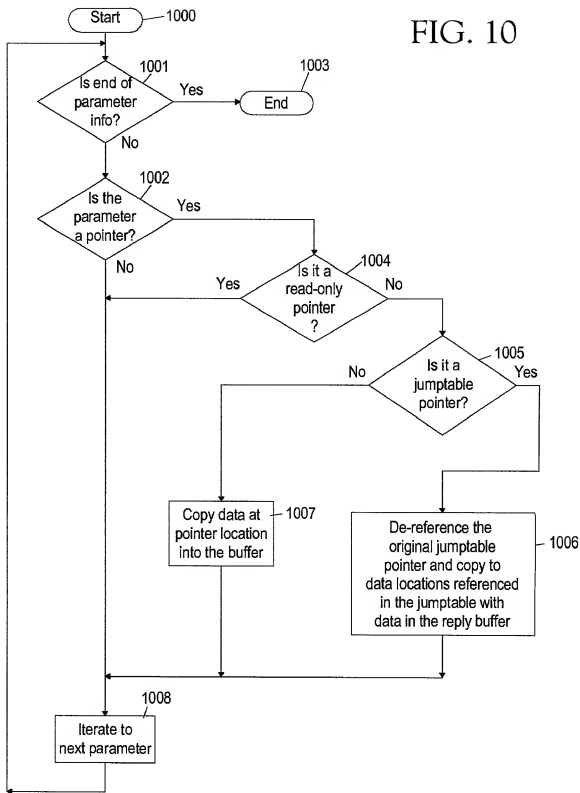 Start
1000
FIG. 10
1001
1003
Is end of
parameter
info?
Yes
End
No
1002
Is the
parameter
a pointer?
Yes
No
1004
Is it a
read-only
pointer
?
Yes
No
1005
Is it a
jumptable
pointer?
No
Yes
Copy data at
pointer location
into the buffer
1007
De-reference the
original jumptable
pointer and copy to
data locations referenced
in the jumptable with
data in the reply buffer
1006
1008
Iterate to
next parameter